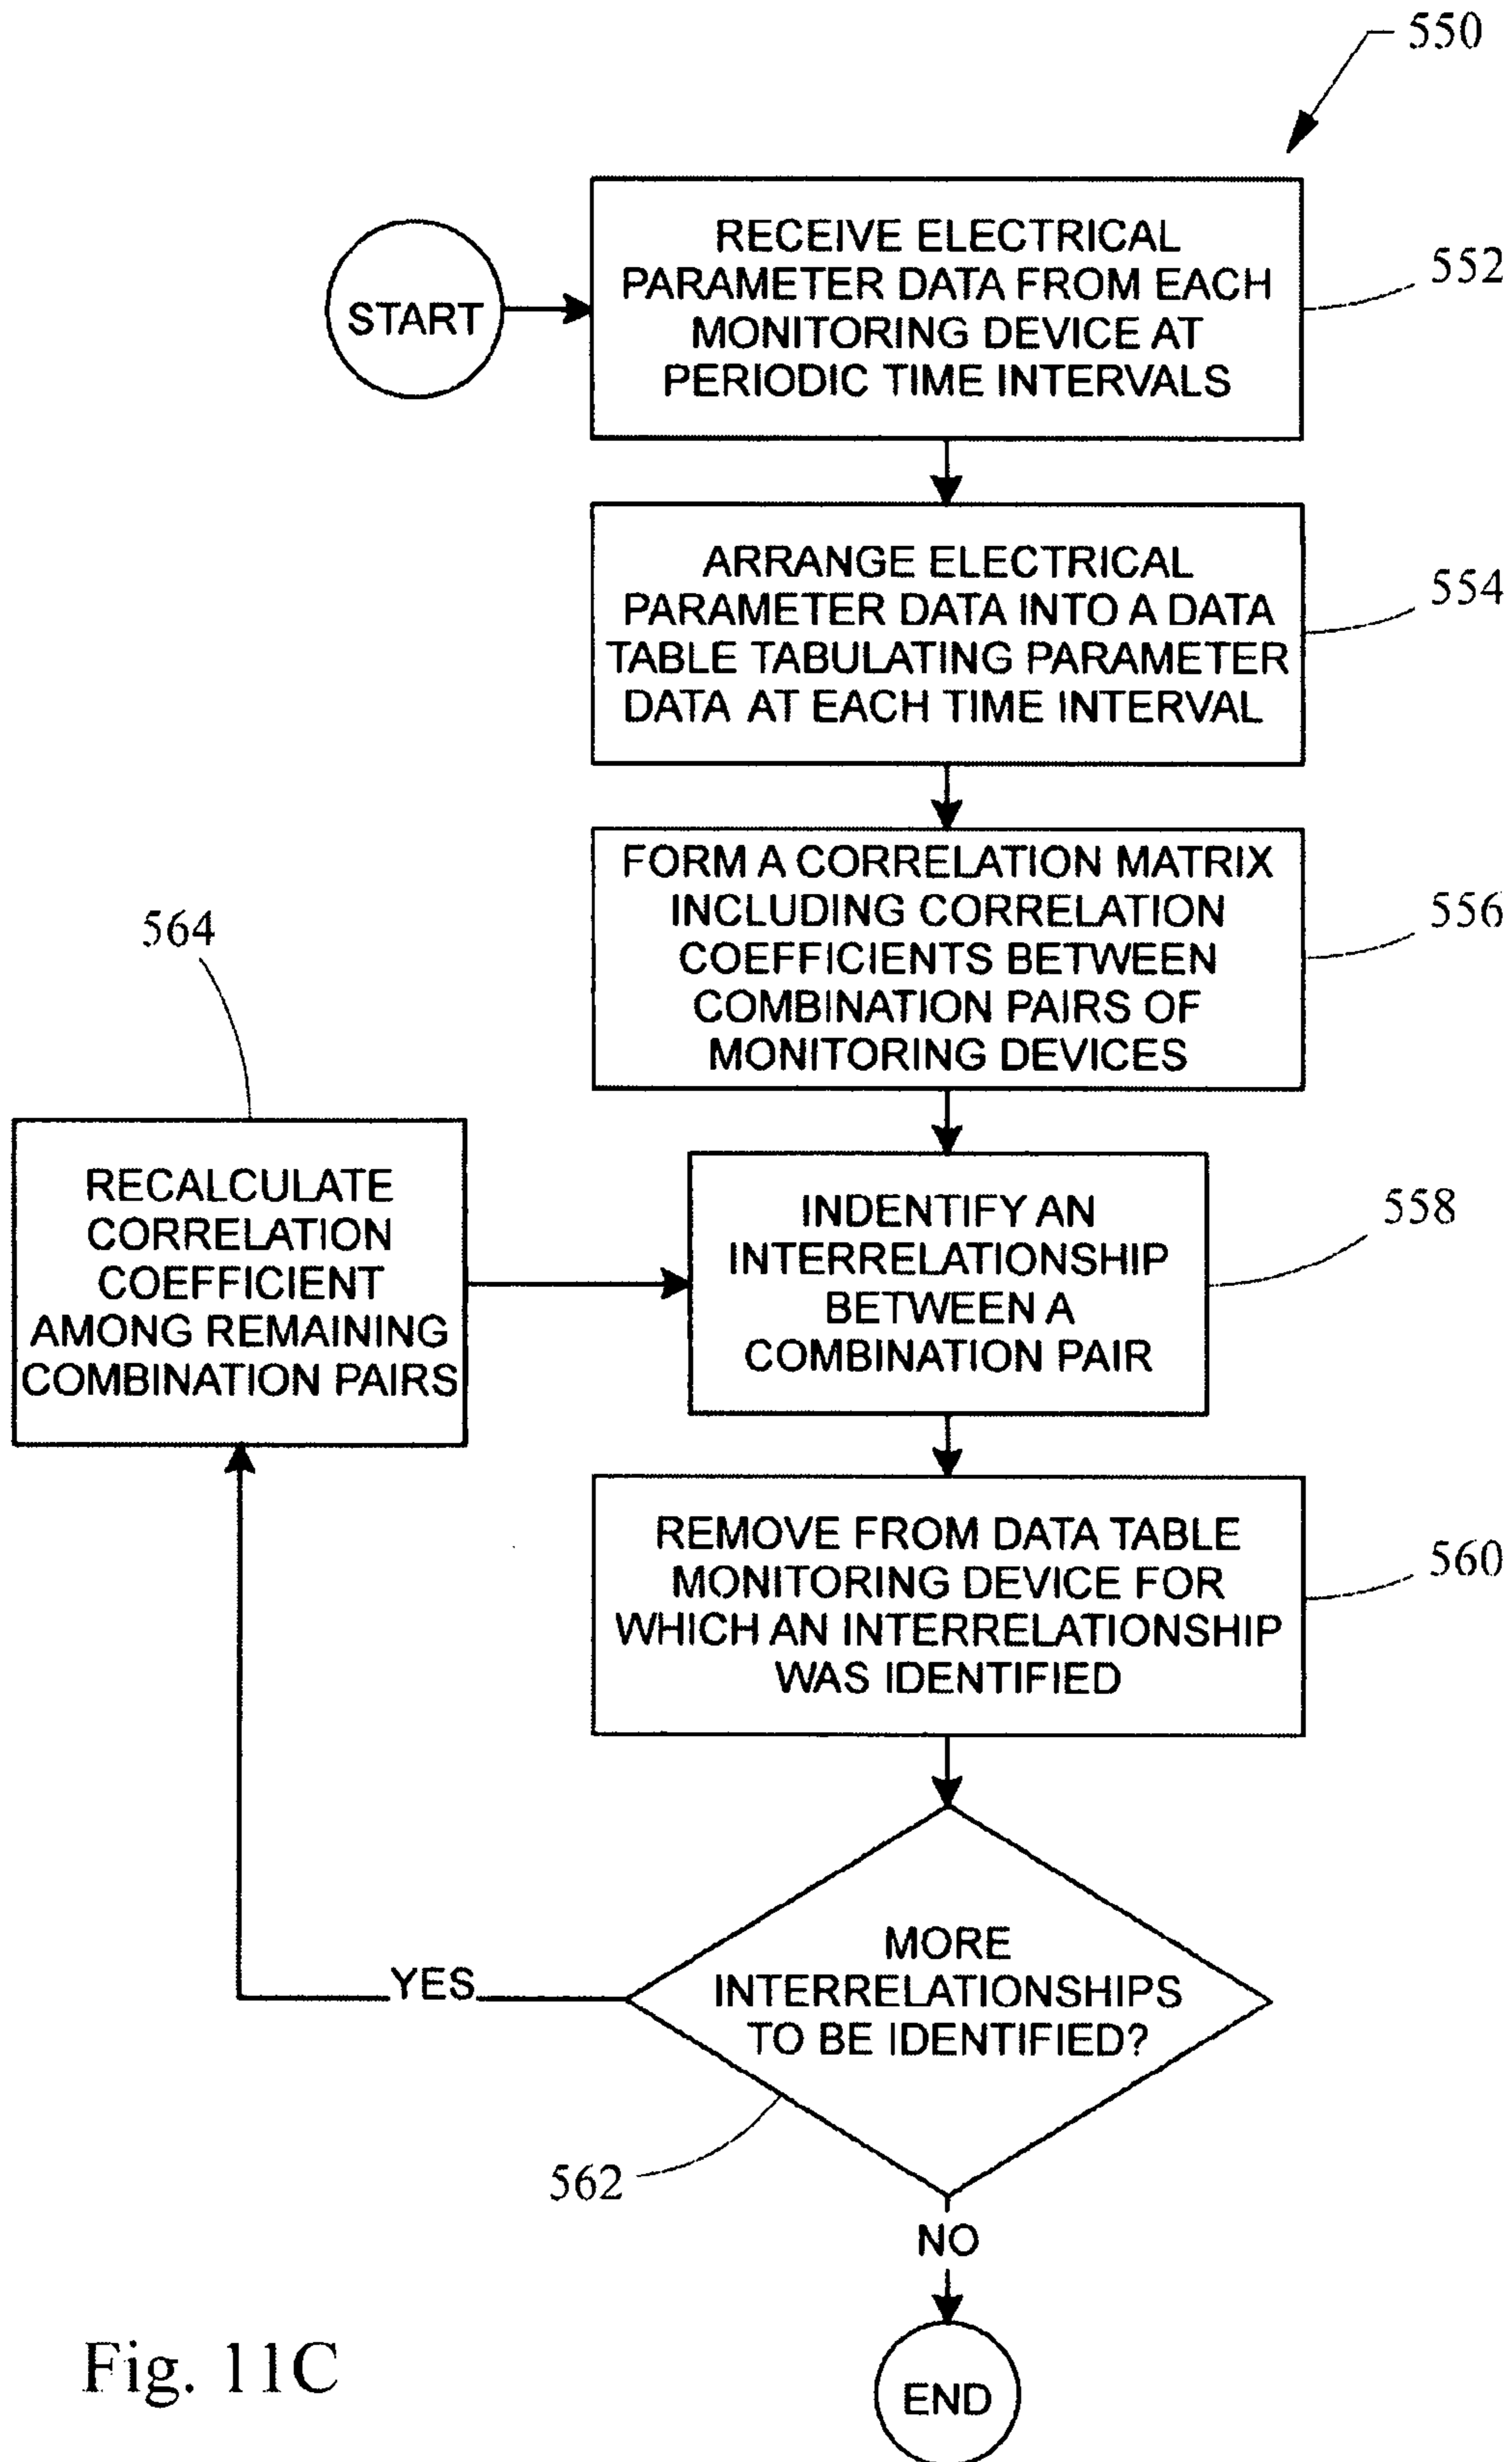 550
RECEIVE ELECTRICAL
PARAMETER DATA FROM EACH
MONITORING DEVICE AT
PERIODIC TIME INTERVALS
552
START
ARRANGE ELECTRICAL
PARAMETER DATA INTO A DATA
TABLE TABULATING PARAMETER
DATA AT EACH TIME INTERVAL
554
FORM A CORRELATION MATRIX
INCLUDING CORRELATION
COEFFICIENTS BETWEEN
COMBINATION PAIRS OF
MONITORING DEVICES
556
564
RECALCULATE
CORRELATION
COEFFICIENT
AMONG REMAINING
COMBINATION PAIRS
INDENTIFY AN
INTERRELATIONSHIP
BETWEEN A
COMBINATION PAIR
558
REMOVE FROM DATA TABLE
MONITORING DEVICE FOR
WHICH AN INTERRELATIONSHIP
WAS IDENTIFIED
560
MORE
INTERRELATIONSHIPS
TO BE IDENTIFIED?
YES
562
NO
END
Fig. 11C